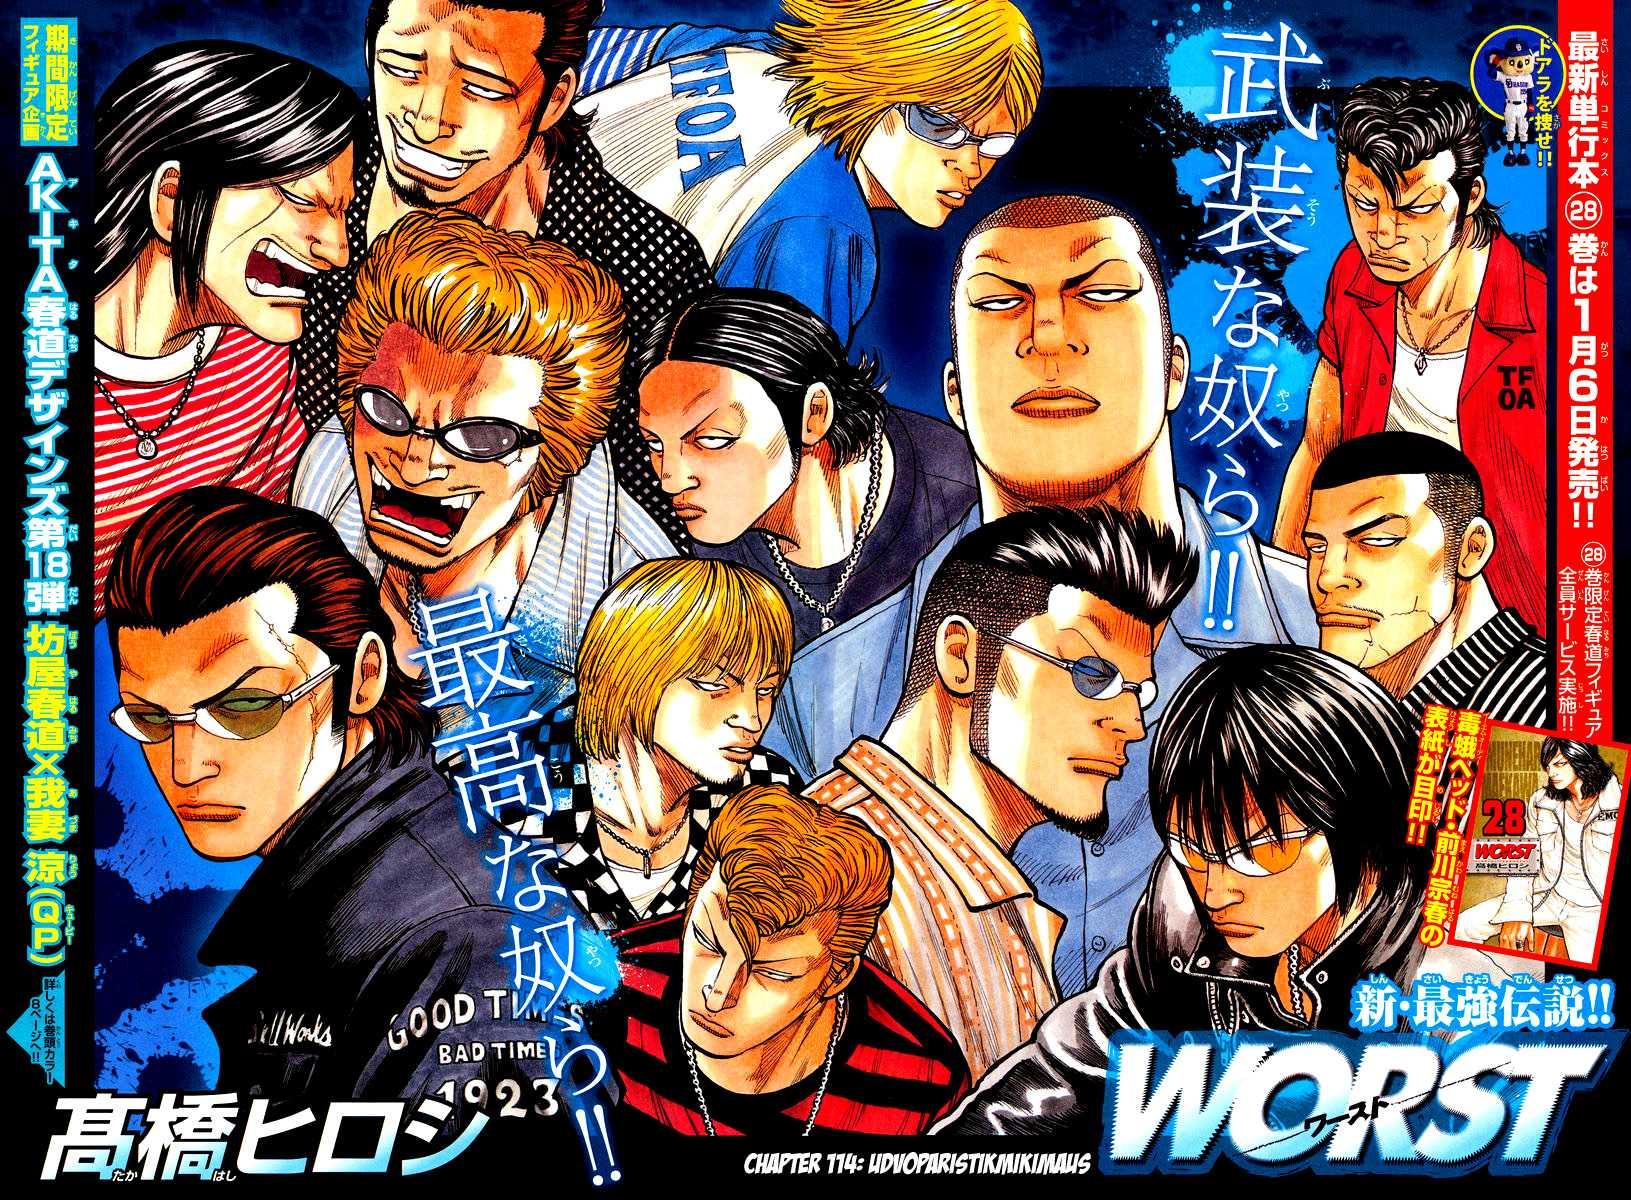 最新単行本㉘巻は1月6日発売!!
㉘巻限定春道フィギュア
全員サービス実施!!
ドアラを捜せ!!
武装な奴ら!!
最高な奴ら!!
TFOA
TF
OA
毒蛾ヘッド・前川宗春の
表紙が目印!!
28
WORST
高橋ヒロシ
新・最強伝説!!
WORST
ワースト
期間限定
フィギュア企画
AKITA春道デザインズ第18弾
坊屋春道×我妻 涼(QP)
詳しくは巻頭カラー
8ページへ!!
Bell Works
GOOD TIMES
BAD TIME
1923
髙橋ヒロシ
CHAPTER 114: UDVOPARISTIKMIKIMAUS